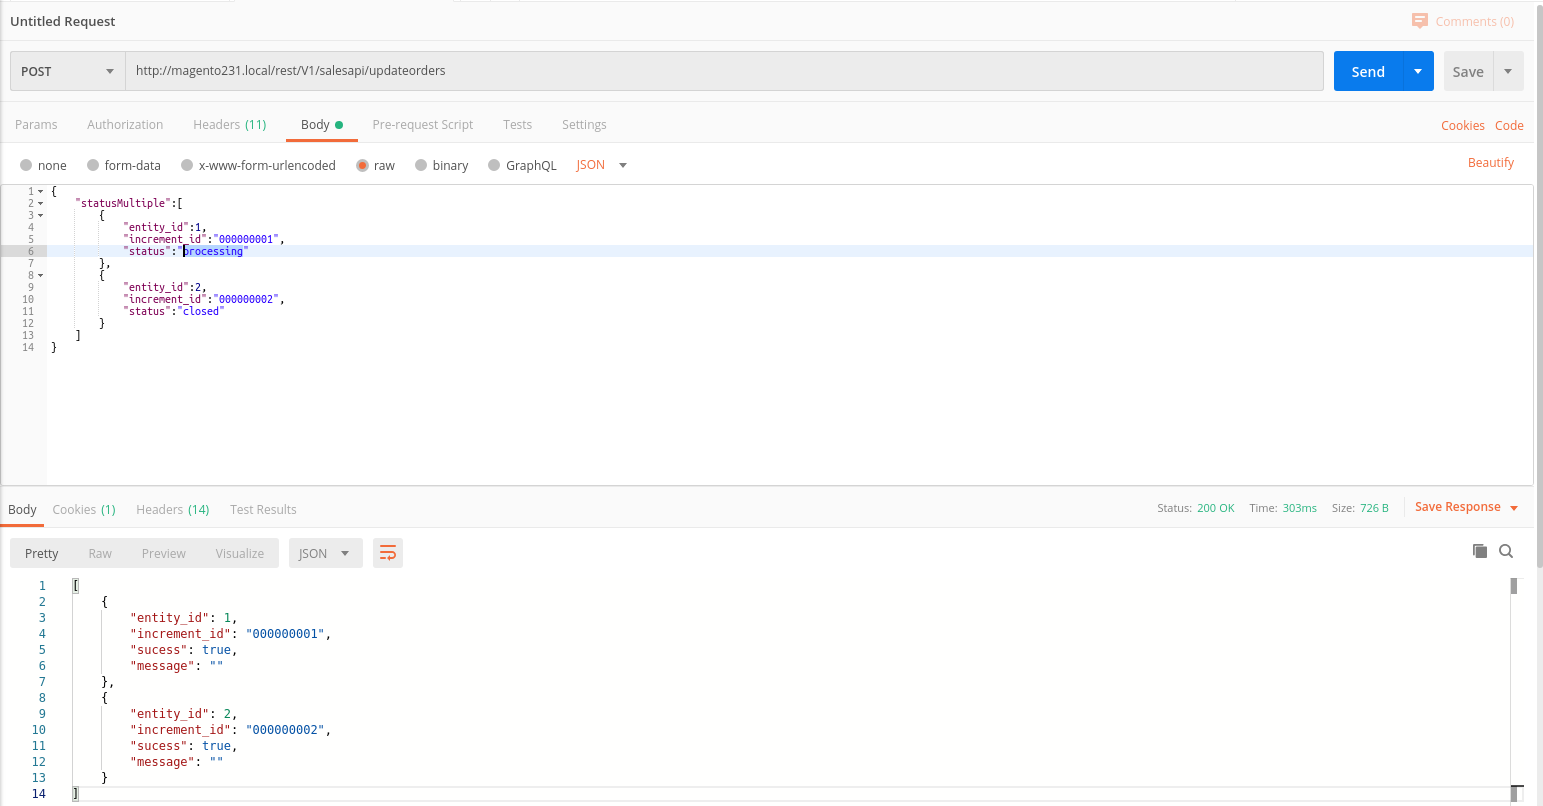 Untitled Request Comments (0)
POST http://magento231.local/rest/V1/salesapi/updateorders Send Save
Params Authorization Headers (11) Body Pre-request Script Tests Settings Cookies Code
none form-data x-www-form-urlencoded raw binary GraphQL JSON Beautify
1 {
2 "statusMultiple":[
3 {
4 "entity_id":1,
5 "increment_id":"000000001",
6 "status":"processing"
7 },
8 {
9 "entity_id":2,
10 "increment_id":"000000002",
11 "status":"closed"
12 }
13 ]
14 }
Body Cookies (1) Headers (14) Test Results Status: 200 OK Time: 303ms Size: 726 B Save Response
Pretty Raw Preview Visualize JSON
1 [
2 {
3 "entity_id": 1,
4 "increment_id": "000000001",
5 "sucess": true,
6 "message": ""
7 },
8 {
9 "entity_id": 2,
10 "increment_id": "000000002",
11 "sucess": true,
12 "message": ""
13 }
14 ]